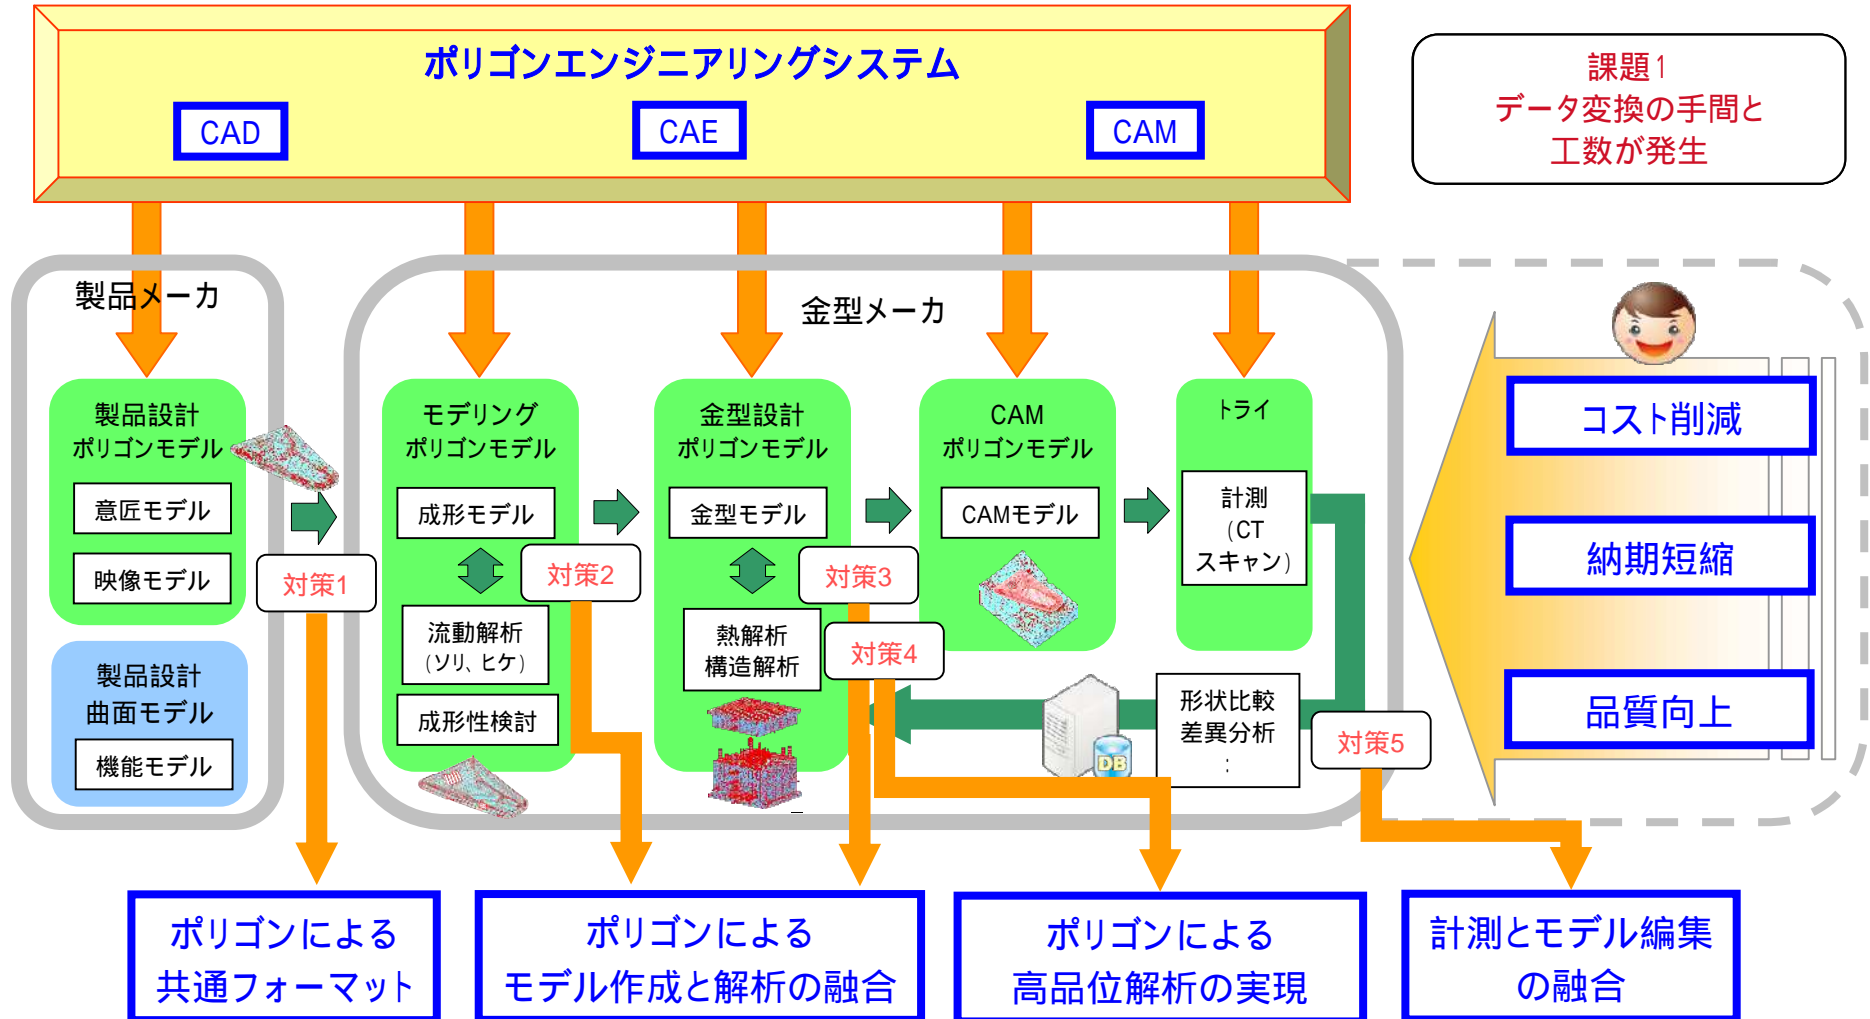 ポリゴンエンジニアリングシステム
CAD
CAE
CAM
課題1
データ変換の手間と
工数が発生
製品メーカ
金型メーカ
製品設計
ポリゴンモデル
意匠モデル
映像モデル
製品設計
曲面モデル
機能モデル
対策1
モデリング
ポリゴンモデル
成形モデル
流動解析
(ソリ、ヒケ)
成形性検討
対策2
金型設計
ポリゴンモデル
金型モデル
熱解析
構造解析
対策3
対策4
CAM
ポリゴンモデル
CAMモデル
トライ
計測
(CT
スキャン)
形状比較
差異分析
:
DB
対策5
コスト削減
納期短縮
品質向上
ポリゴンによる
共通フォーマット
ポリゴンによる
モデル作成と解析の融合
ポリゴンによる
高品位解析の実現
計測とモデル編集
の融合